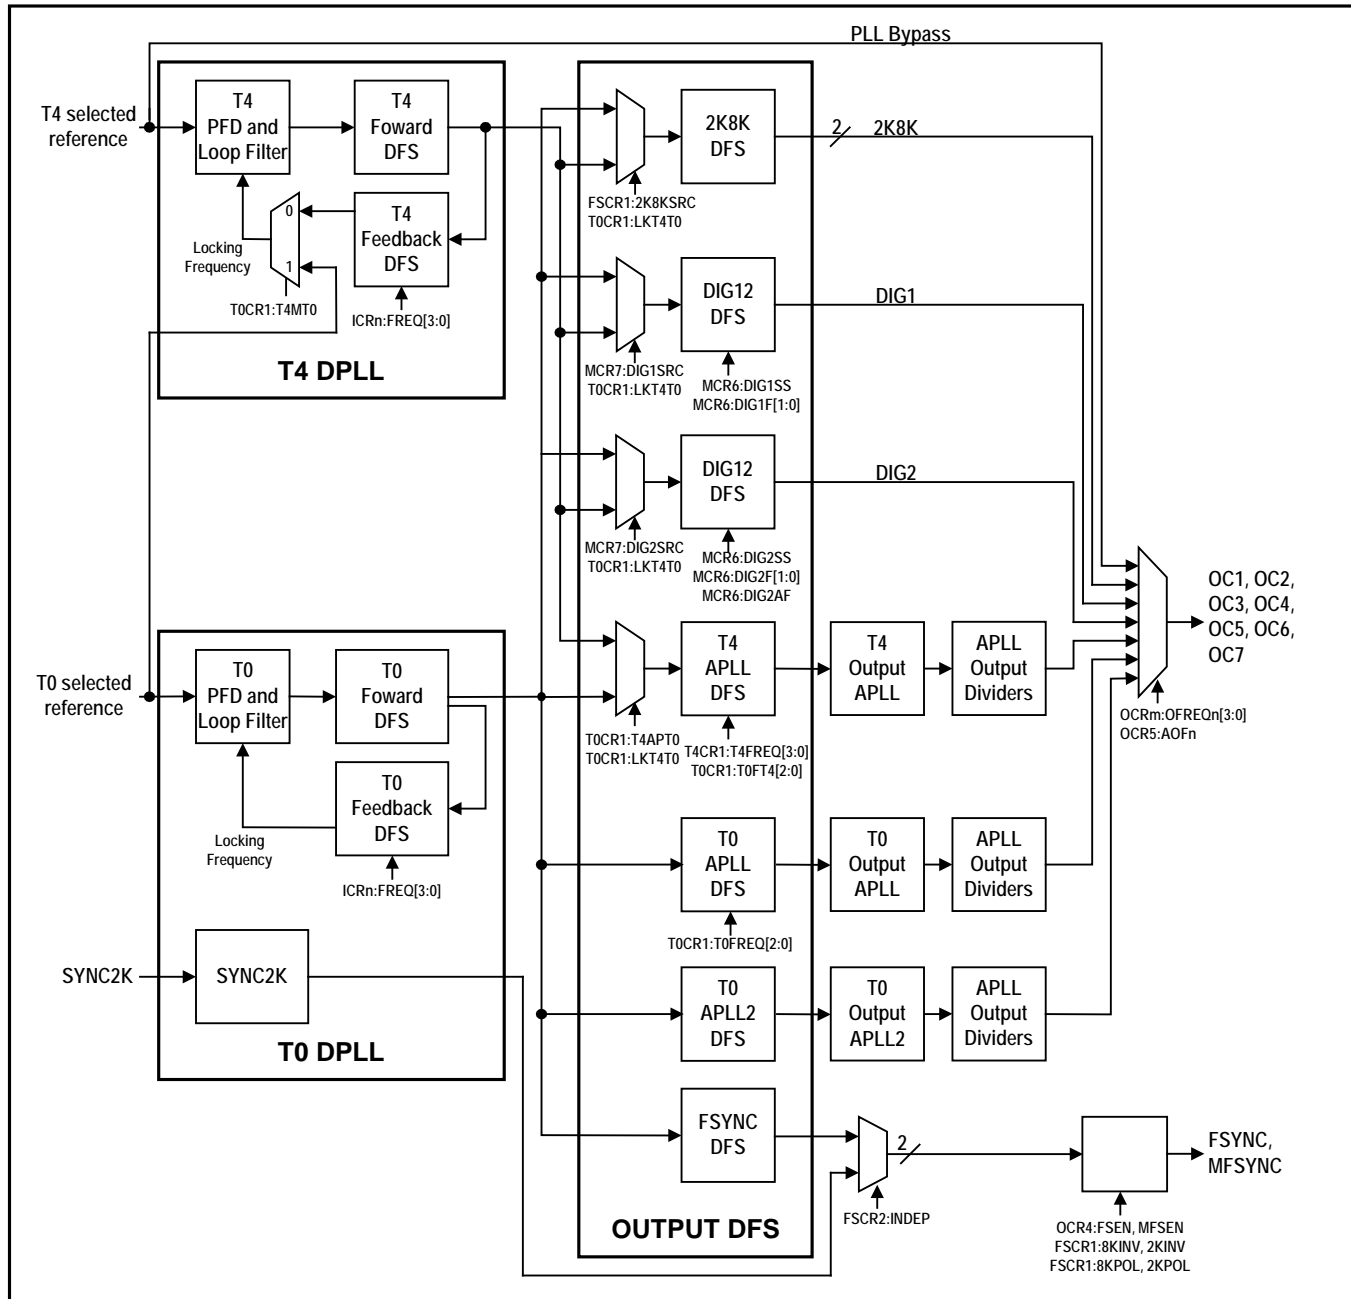 PLL Bypass
T4 selected
reference
T4
PFD and
Loop Filter
T4
Foward
DFS
T4
Feedback
DFS
0
1
Locking
Frequency
T0CR1:T4MT0
ICRn:FREQ[3:0]
T4 DPLL
2K8K
DFS
2
2K8K
FSCR1:2K8KSRC
T0CR1:LKT4T0
DIG12
DFS
DIG1
MCR7:DIG1SRC
T0CR1:LKT4T0
MCR6:DIG1SS
MCR6:DIG1F[1:0]
DIG12
DFS
DIG2
MCR7:DIG2SRC
T0CR1:LKT4T0
MCR6:DIG2SS
MCR6:DIG2F[1:0]
MCR6:DIG2AF
OC1, OC2,
OC3, OC4,
OC5, OC6,
OC7
OCRm:OFREQn[3:0]
OCR5:AOFn
T0 selected
reference
T0
PFD and
Loop Filter
T0
Foward
DFS
T0
Feedback
DFS
Locking
Frequency
ICRn:FREQ[3:0]
T4
APLL
DFS
T4
Output
APLL
APLL
Output
Dividers
T0CR1:T4APT0
T0CR1:LKT4T0
T4CR1:T4FREQ[3:0]
T0CR1:T0FT4[2:0]
T0
APLL
DFS
T0
Output
APLL
APLL
Output
Dividers
T0CR1:T0FREQ[2:0]
SYNC2K
SYNC2K
T0 DPLL
T0
APLL2
DFS
T0
Output
APLL2
APLL
Output
Dividers
FSYNC
DFS
2
FSYNC,
MFSYNC
FSCR2:INDEP
OUTPUT DFS
OCR4:FSEN, MFSEN
FSCR1:8KINV, 2KINV
FSCR1:8KPOL, 2KPOL